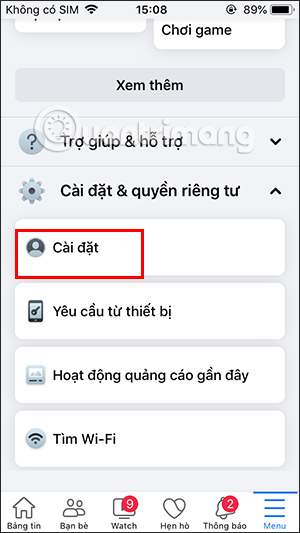 Không có SIM 15:08 89%
Chơi game
Xem thêm
Quantrimang
Trợ giúp & hỗ trợ
Cài đặt & quyền riêng tư
Cài đặt
Yêu cầu từ thiết bị
Hoạt động quảng cáo gần đây
Tìm Wi-Fi
9 2
Bảng tin Bạn bè Watch Hẹn hò Thông báo Menu